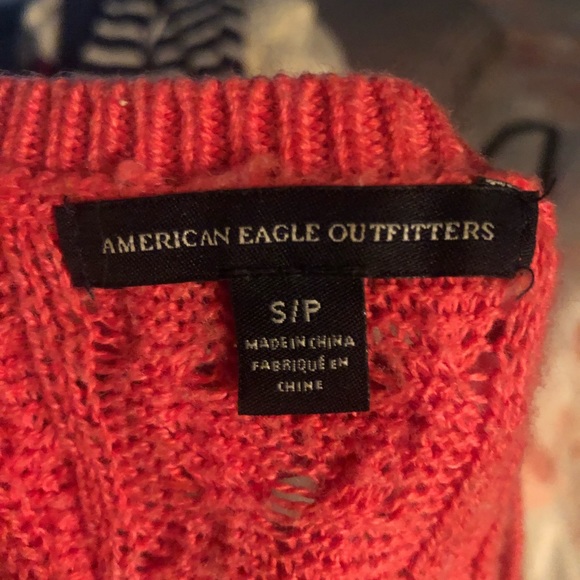 AMERICAN EAGLE OUTFITTERS
S/P
MADE IN CHINA
FABRIQUÉ EN
CHINE